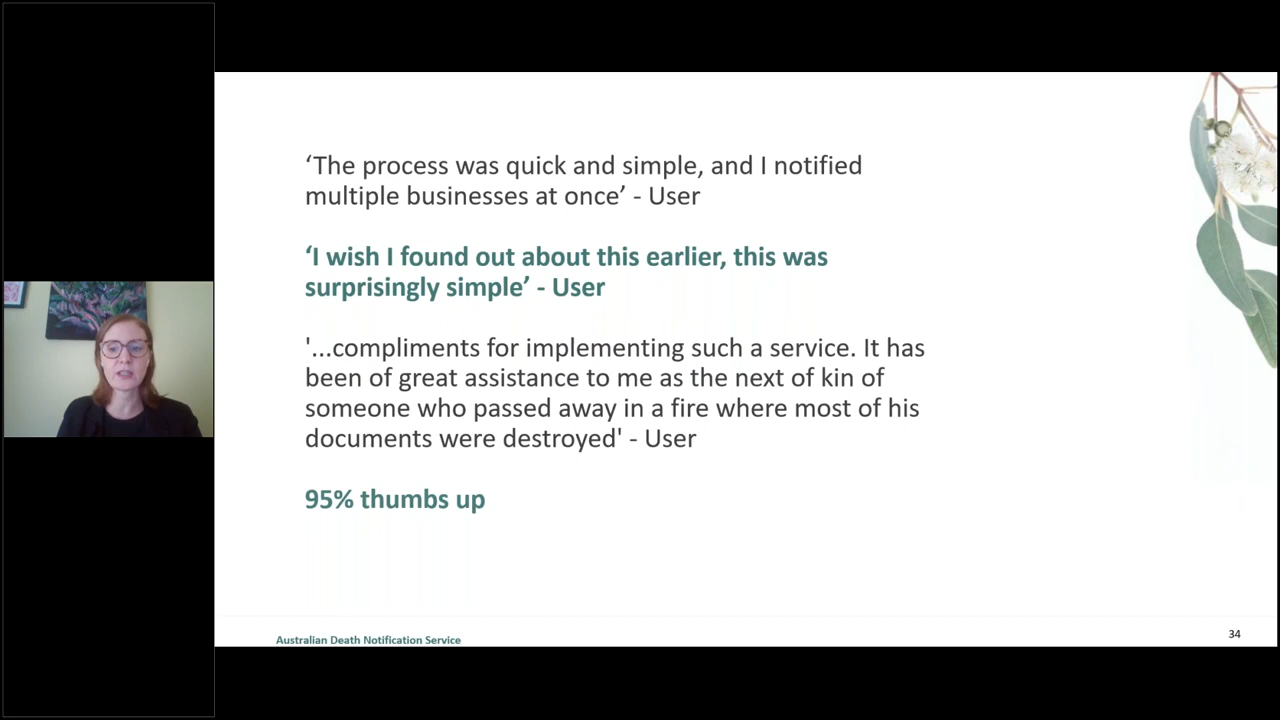 ‘The process was quick and simple, and I notified
multiple businesses at once’ - User
‘I wish I found out about this earlier, this was
surprisingly simple’ - User
'...compliments for implementing such a service. It has
been of great assistance to me as the next of kin of
someone who passed away in a fire where most of his
documents were destroyed' - User
95% thumbs up
Australian Death Notification Service
34